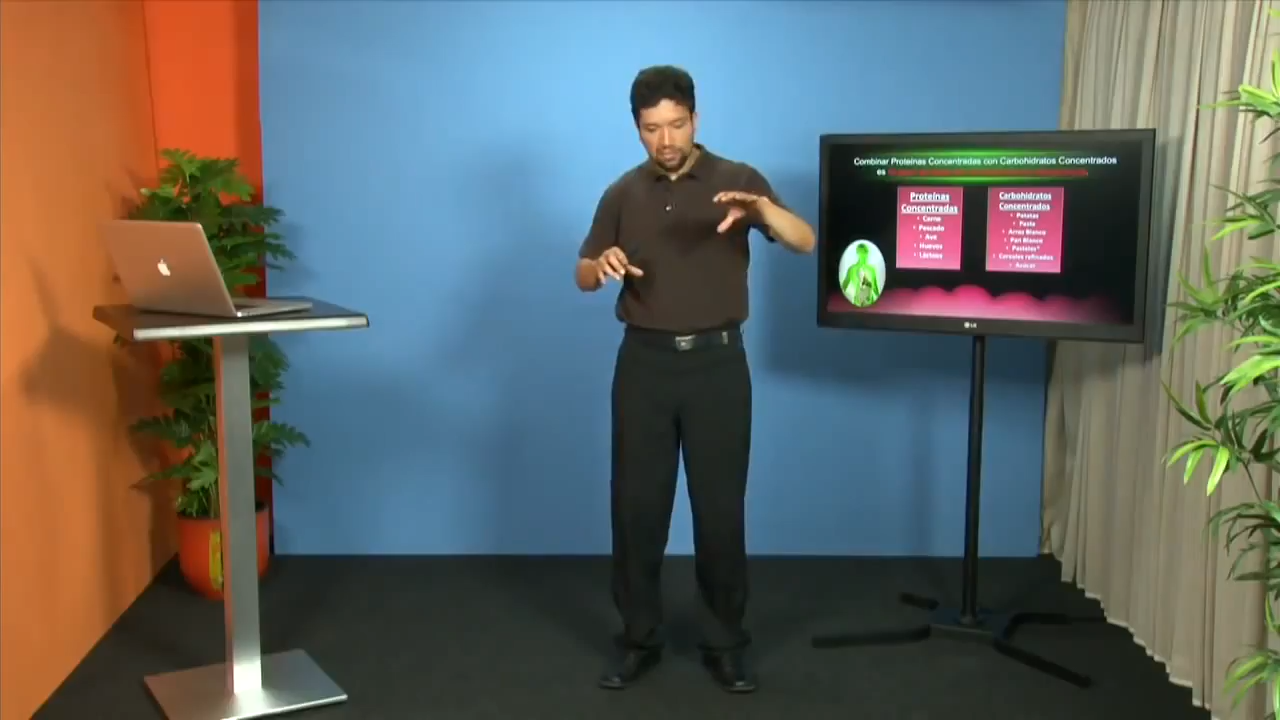 Combinar Proteínas Concentradas con Carbohidratos Concentrados
es
Proteínas
Concentradas
• Carne
• Pescado
• Ave
• Huevos
• Lácteos
Carbohidratos
Concentrados
• Patatas
• Pasta
• Arroz Blanco
• Pan Blanco
• Pasteles*
• Cereales refinados
• Azúcar
LG